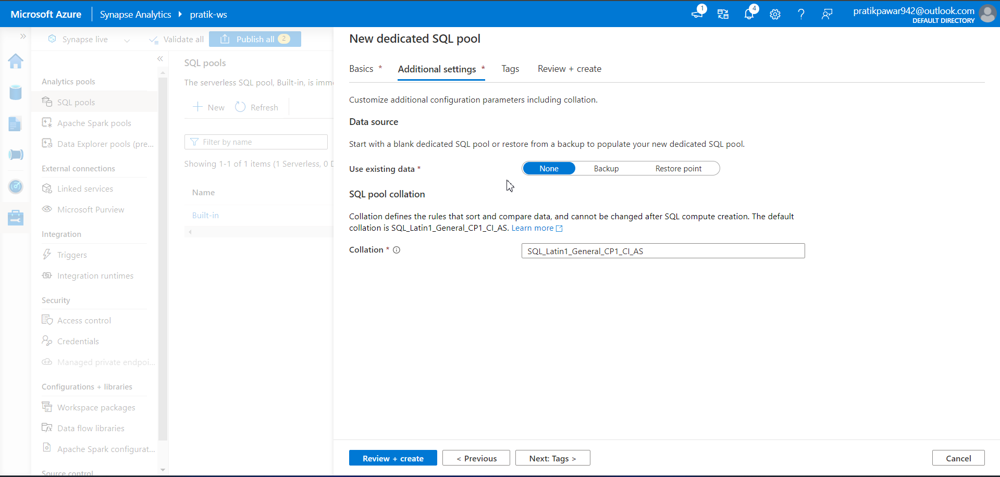 Microsoft Azure
Synapse Analytics
pratik-ws
1
4
pratikpawar942@outlook.com
DEFAULT DIRECTORY
Synapse live
Validate all
Publish all 2
Analytics pools
SQL pools
Apache Spark pools
Data Explorer pools (pre...
External connections
Linked services
Microsoft Purview
Integration
Triggers
Integration runtimes
Security
Access control
Credentials
Managed private endpoi...
Configurations + libraries
Workspace packages
Data flow libraries
Apache Spark configurat...
Source control
SQL pools
The serverless SQL pool, Built-in, is imme
New
Refresh
Filter by name
Showing 1-1 of 1 items (1 Serverless, 0 D
Name
Built-in
New dedicated SQL pool
Basics *
Additional settings *
Tags
Review + create
Customize additional configuration parameters including collation.
Data source
Start with a blank dedicated SQL pool or restore from a backup to populate your new dedicated SQL pool.
Use existing data *
None
Backup
Restore point
SQL pool collation
Collation defines the rules that sort and compare data, and cannot be changed after SQL compute creation. The default
collation is SQL_Latin1_General_CP1_CI_AS. Learn more
Collation *
SQL_Latin1_General_CP1_CI_AS
Review + create
< Previous
Next: Tags >
Cancel